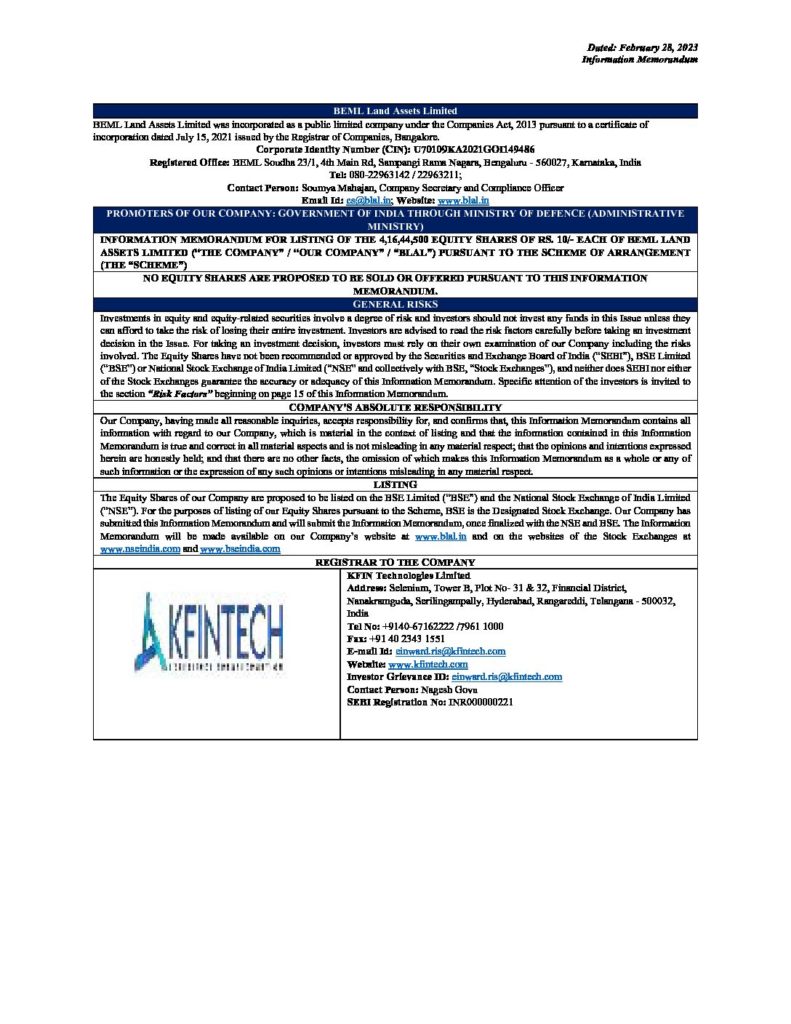 Dated: February 28, 2023
Information Memorandum
BEML Land Assets Limited
BEML Land Assets Limited was incorporated as a public limited company under the Companies Act, 2013 pursuant to a certificate of
incorporation dated July 15, 2021 issued by the Registrar of Companies, Bangalore.
Corporate Identity Number (CIN): U70109KA2021GOI149486
Registered Office: BEML Soudha 23/1, 4th Main Rd, Sampangi Rama Nagara, Bengaluru - 560027, Karnataka, India
Tel: 080-22963142 / 22963211;
Contact Person: Soumya Mahajan, Company Secretary and Compliance Officer
Email Id: cs@blal.in; Website: www.blal.in
PROMOTERS OF OUR COMPANY: GOVERNMENT OF INDIA THROUGH MINISTRY OF DEFENCE (ADMINISTRATIVE
MINISTRY)
INFORMATION MEMORANDUM FOR LISTING OF THE 4,16,44,500 EQUITY SHARES OF RS. 10/- EACH OF BEML LAND
ASSETS LIMITED (“THE COMPANY” / “OUR COMPANY” / “BLAL”) PURSUANT TO THE SCHEME OF ARRANGEMENT
(THE “SCHEME”)
NO EQUITY SHARES ARE PROPOSED TO BE SOLD OR OFFERED PURSUANT TO THIS INFORMATION
MEMORANDUM.
GENERAL RISKS
Investments in equity and equity-related securities involve a degree of risk and investors should not invest any funds in this Issue unless they
can afford to take the risk of losing their entire investment. Investors are advised to read the risk factors carefully before taking an investment
decision in the Issue. For taking an investment decision, investors must rely on their own examination of our Company including the risks
involved. The Equity Shares have not been recommended or approved by the Securities and Exchange Board of India (“SEBI”), BSE Limited
(“BSE”) or National Stock Exchange of India Limited (“NSE” and collectively with BSE, “Stock Exchanges”), and neither does SEBI nor either
of the Stock Exchanges guarantee the accuracy or adequacy of this Information Memorandum. Specific attention of the investors is invited to
the section “Risk Factors” beginning on page 15 of this Information Memorandum.
COMPANY’S ABSOLUTE RESPONSIBILITY
Our Company, having made all reasonable inquiries, accepts responsibility for, and confirms that, this Information Memorandum contains all
information with regard to our Company, which is material in the context of listing and that the information contained in this Information
Memorandum is true and correct in all material aspects and is not misleading in any material respect; that the opinions and intentions expressed
herein are honestly held; and that there are no other facts, the omission of which makes this Information Memorandum as a whole or any of
such information or the expression of any such opinions or intentions misleading in any material respect.
LISTING
The Equity Shares of our Company are proposed to be listed on the BSE Limited (“BSE”) and the National Stock Exchange of India Limited
(“NSE”). For the purposes of listing of our Equity Shares pursuant to the Scheme, BSE is the Designated Stock Exchange. Our Company has
submitted this Information Memorandum and will submit the Information Memorandum, once finalized with the NSE and BSE. The Information
Memorandum will be made available on our Company’s website at www.blal.in and on the websites of the Stock Exchanges at
www.nseindia.com and www.bseindia.com
REGISTRAR TO THE COMPANY
KFINTECH
KFIN Technologies Limited
Address: Selenium, Tower B, Plot No- 31 & 32, Financial District,
Nanakramguda, Serilingampally, Hyderabad, Rangareddi, Telangana - 500032,
India
Tel No: +9140-67162222 /7961 1000
Fax: +91 40 2343 1551
E-mail Id: einward.ris@kfintech.com
Website: www.kfintech.com
Investor Grievance ID: einward.ris@kfintech.com
Contact Person: Nagesh Govu
SEBI Registration No: INR000000221